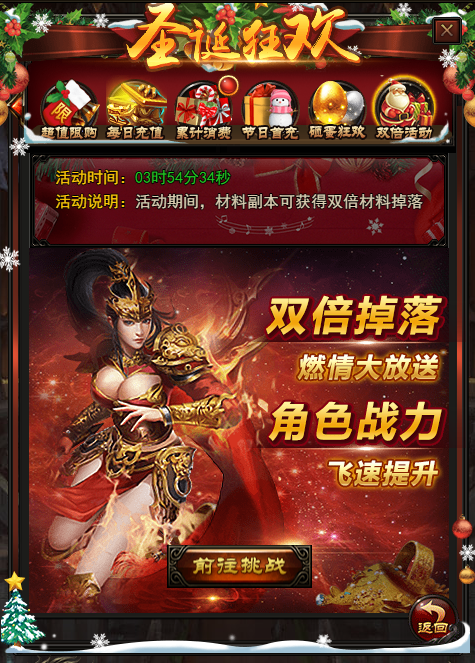 圣诞狂欢
限
超值限购 每日充值 累计消费 节日首充 砸蛋狂欢 双倍活动
活动时间：03时54分34秒
活动说明：活动期间，材料副本可获得双倍材料掉落
双倍掉落
燃情大放送
角色战力
飞速提升
前往挑战
返回